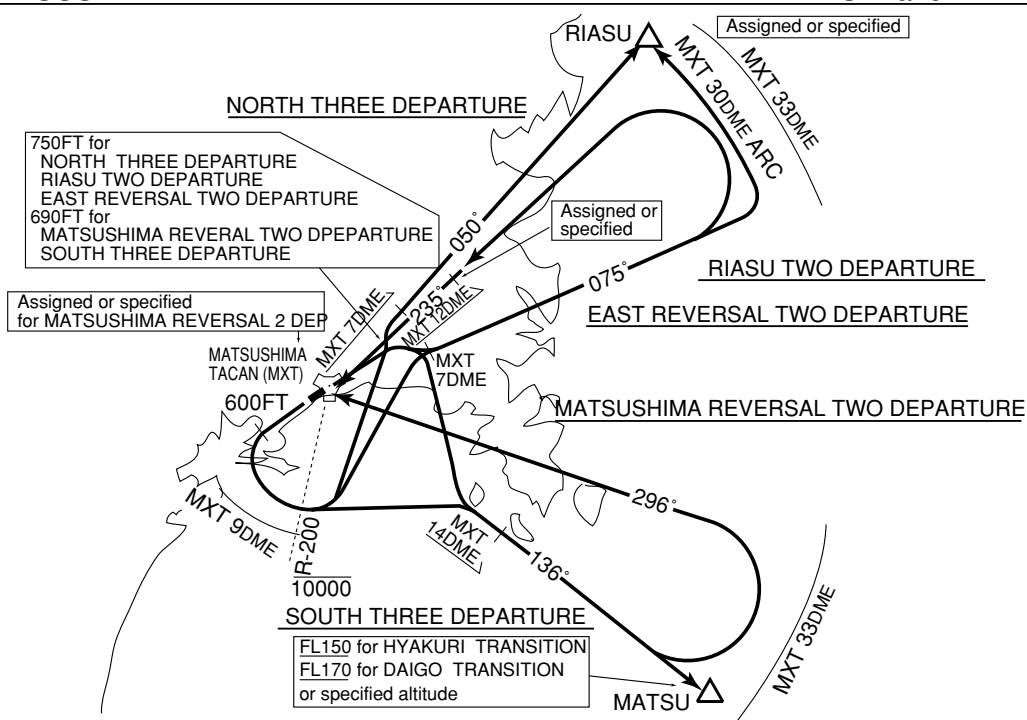 RIASU
Assigned or specified
MXT 33DME
MXT 30DME ARC
NORTH THREE DEPARTURE
750FT for
NORTH THREE DEPARTURE
RIASU TWO DEPARTURE
EAST REVERSAL TWO DEPARTURE
690FT for
MATSUSHIMA REVERAL TWO DPEPARTURE
SOUTH THREE DEPARTURE
Assigned or
specified
050°
235°
075°
RIASU TWO DEPARTURE
Assigned or specified
for MATSUSHIMA REVERSAL 2 DEP
MXT 7DME
MXT12DME
EAST REVERSAL TWO DEPARTURE
MATSUSHIMA
TACAN (MXT)
MXT
7DME
600FT
MATSUSHIMA REVERSAL TWO DEPARTURE
296°
MXT 9DME
R-200
10000
MXT
14DME
136°
SOUTH THREE DEPARTURE
FL150 for HYAKURI TRANSITION
FL170 for DAIGO TRANSITION
or specified altitude
MATSU
MXT 33DME